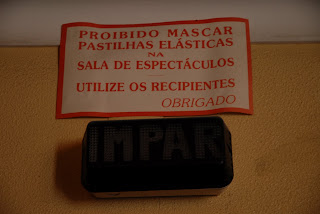 PROIBIDO MASCAR
PASTILHAS ELÁSTICAS
NA
SALA DE ESPECTÁCULOS
UTILIZE OS RECIPIENTES
OBRIGADO
IMPAR